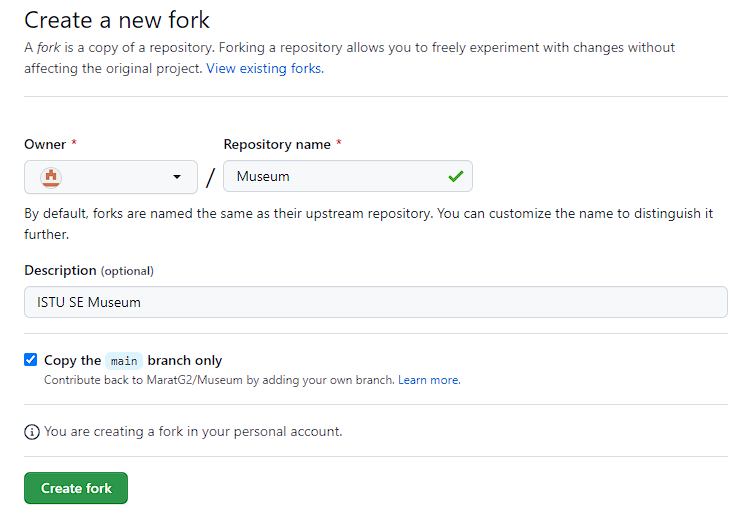 Create a new fork
A fork is a copy of a repository. Forking a repository allows you to freely experiment with changes without
affecting the original project. View existing forks.
Owner * Repository name *
/ Museum
By default, forks are named the same as their upstream repository. You can customize the name to distinguish it
further.
Description (optional)
ISTU SE Museum
Copy the main branch only
Contribute back to MaratG2/Museum by adding your own branch. Learn more.
You are creating a fork in your personal account.
Create fork